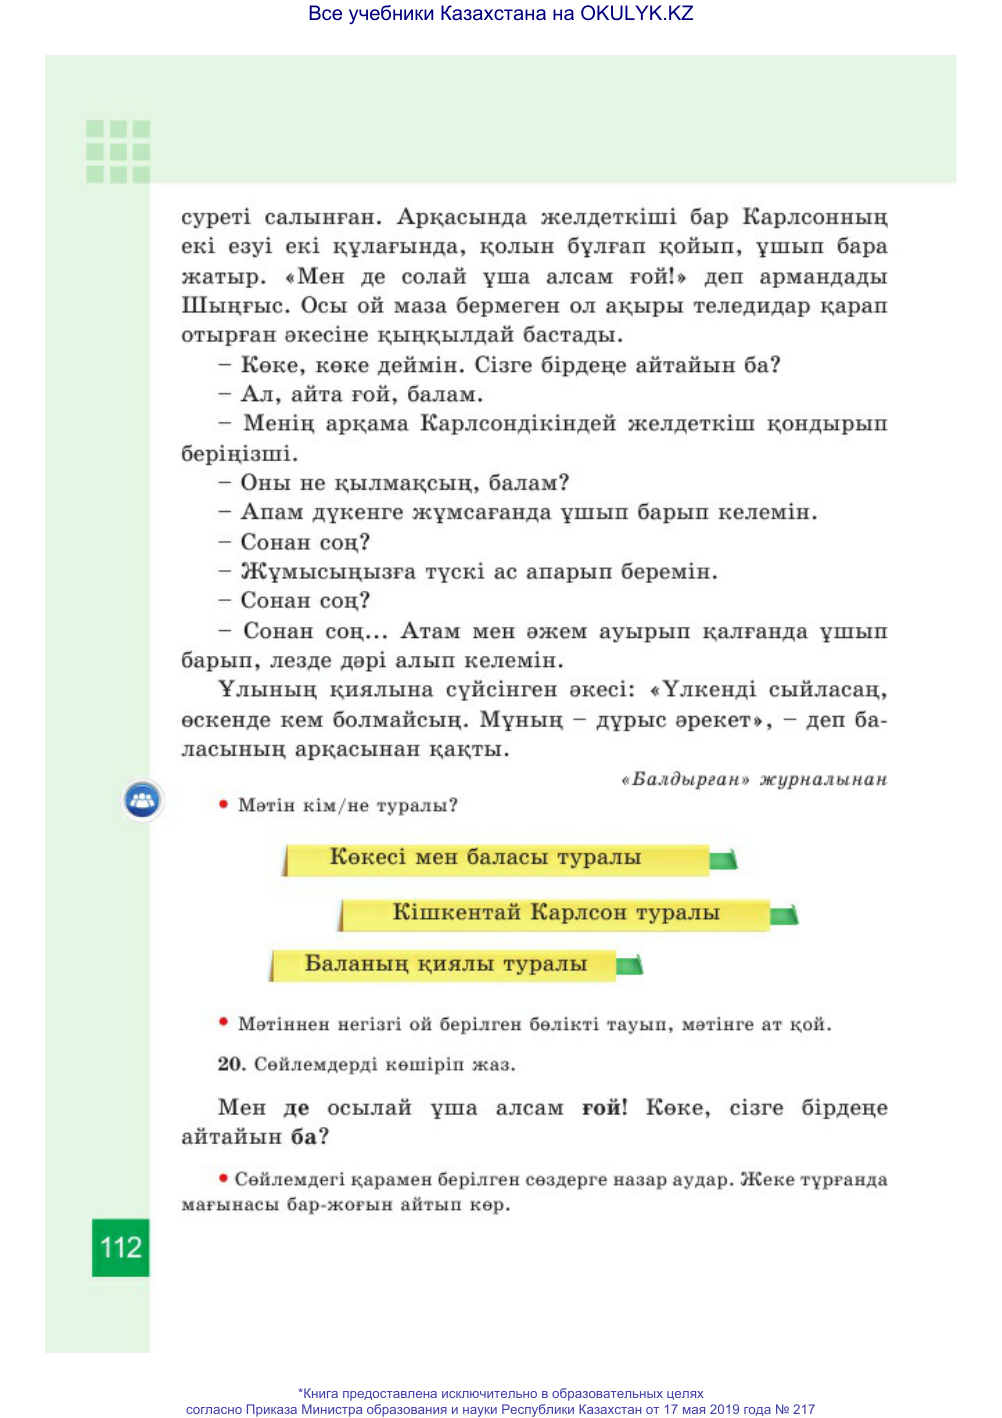 Все учебники Казахстана на OKULYK.KZ
суреті салынған. Арқасында желдеткіші бар Карлсонның
екі езуі екі құлағында, қолын бұлғап қойып, ұшып бара
жатыр. «Мен де солай ұша алсам ғой!» деп армандады
Шыңғыс. Осы ой маза бермеген ол ақыры теледидар қарап
отырған әкесіне қыңқылдай бастады.
– Көке, көке деймін. Сізге бірдеңе айтайын ба?
– Ал, айта ғой, балам.
– Менің арқама Карлсондікіндей желдеткіш қондырып
беріңізші.
– Оны не қылмақсың, балам?
– Апам дүкенге жұмсағанда ұшып барып келемін.
– Сонан соң?
– Жұмысыңызға түскі ас апарып беремін.
– Сонан соң?
– Сонан соң... Атам мен әжем ауырып қалғанда ұшып
барып, лезде дәрі алып келемін.
Ұлының қиялына сүйсінген әкесі: «Үлкенді сыйласаң,
өскенде кем болмайсың. Мұның – дұрыс әрекет», – деп ба-
ласының арқасынан қақты.
«Балдырған» журналынан
• Мәтін кім/не туралы?
Көкесі мен баласы туралы
Кішкентай Карлсон туралы
Баланың қиялы туралы
• Мәтіннен негізгі ой берілген бөлікті тауып, мәтінге ат қой.
20. Сөйлемдерді көшіріп жаз.
Мен де осылай ұша алсам ғой! Көке, сізге бірдеңе
айтайын ба?
• Сөйлемдегі қарамен берілген сөздерге назар аудар. Жеке тұрғанда
мағынасы бар-жоғын айтып көр.
112
*Книга предоставлена исключительно в образовательных целях
согласно Приказа Министра образования и науки Республики Казахстан от 17 мая 2019 года № 217